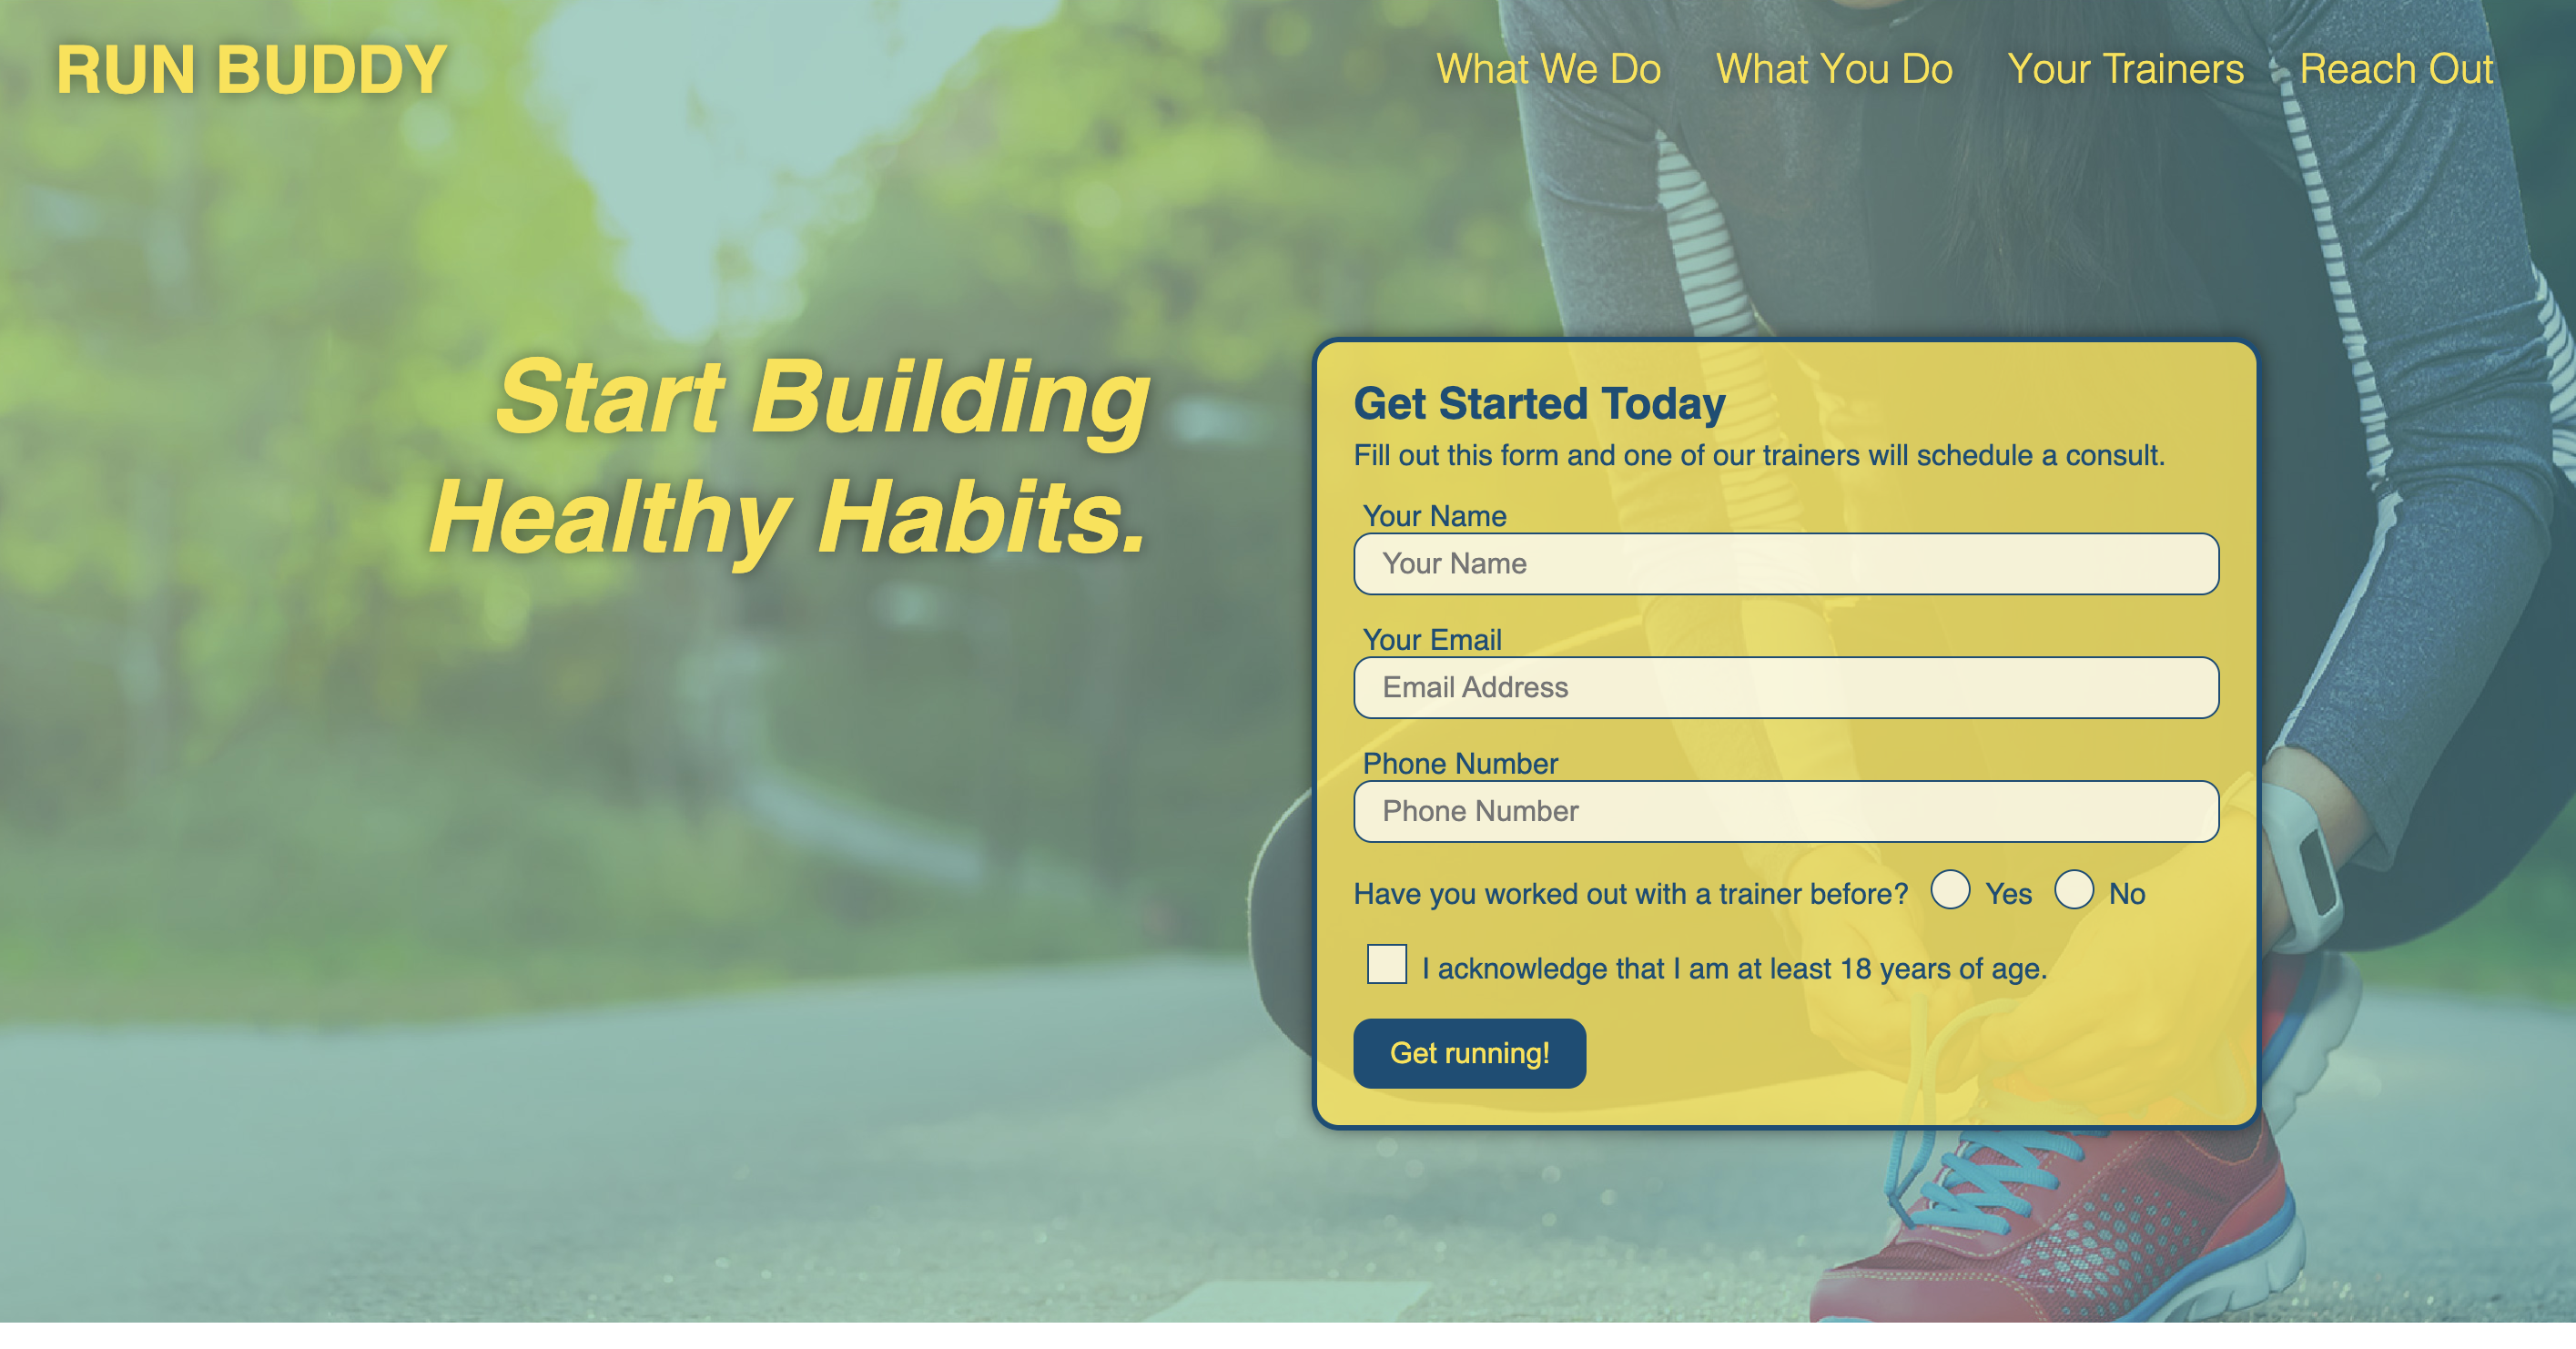 RUN BUDDY
What We Do
What You Do
Your Trainers
Reach Out
Start Building
Healthy Habits.
Get Started Today
Fill out this form and one of our trainers will schedule a consult.
Your Name
Your Name
Your Email
Email Address
Phone Number
Phone Number
Have you worked out with a trainer before? Yes No
I acknowledge that I am at least 18 years of age.
Get running!